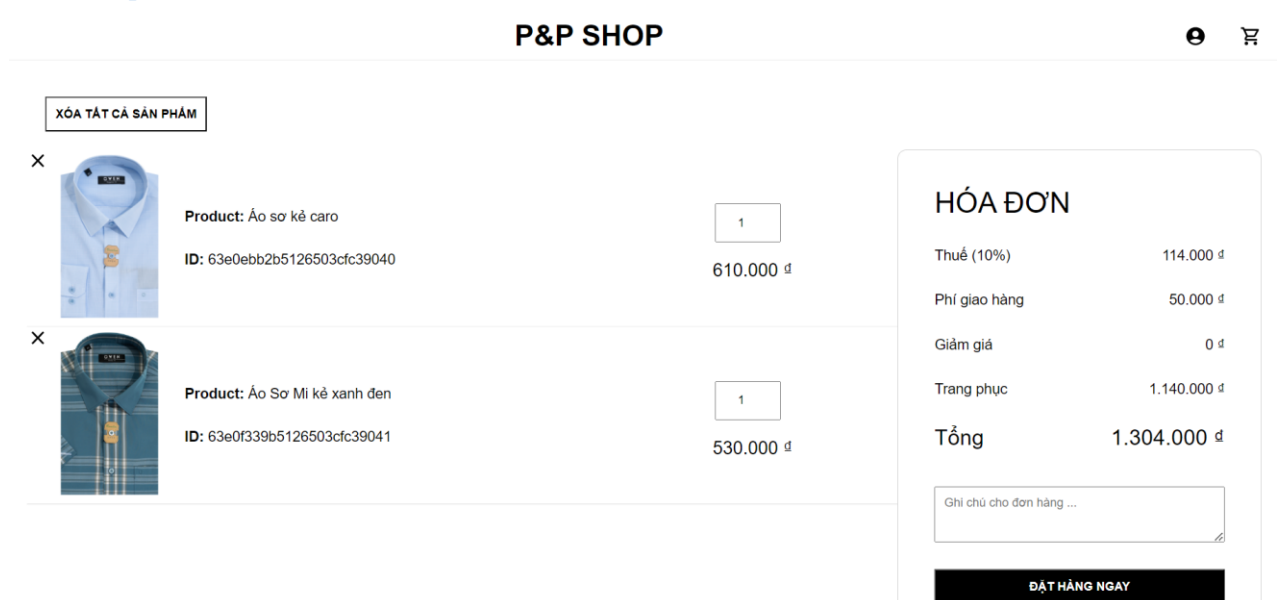 P&P SHOP
XÓA TẤT CẢ SẢN PHẨM
OWEN
Product: Áo sơ kẻ caro
ID: 63e0ebb2b5126503cfc39040
1
610.000 ₫
OWEN
Product: Áo Sơ Mi kẻ xanh đen
ID: 63e0f339b5126503cfc39041
1
530.000 ₫
HÓA ĐƠN
Thuế (10%) 114.000 ₫
Phí giao hàng 50.000 ₫
Giảm giá 0 ₫
Trang phục 1.140.000 ₫
Tổng 1.304.000 ₫
Ghi chú cho đơn hàng ...
ĐẶT HÀNG NGAY